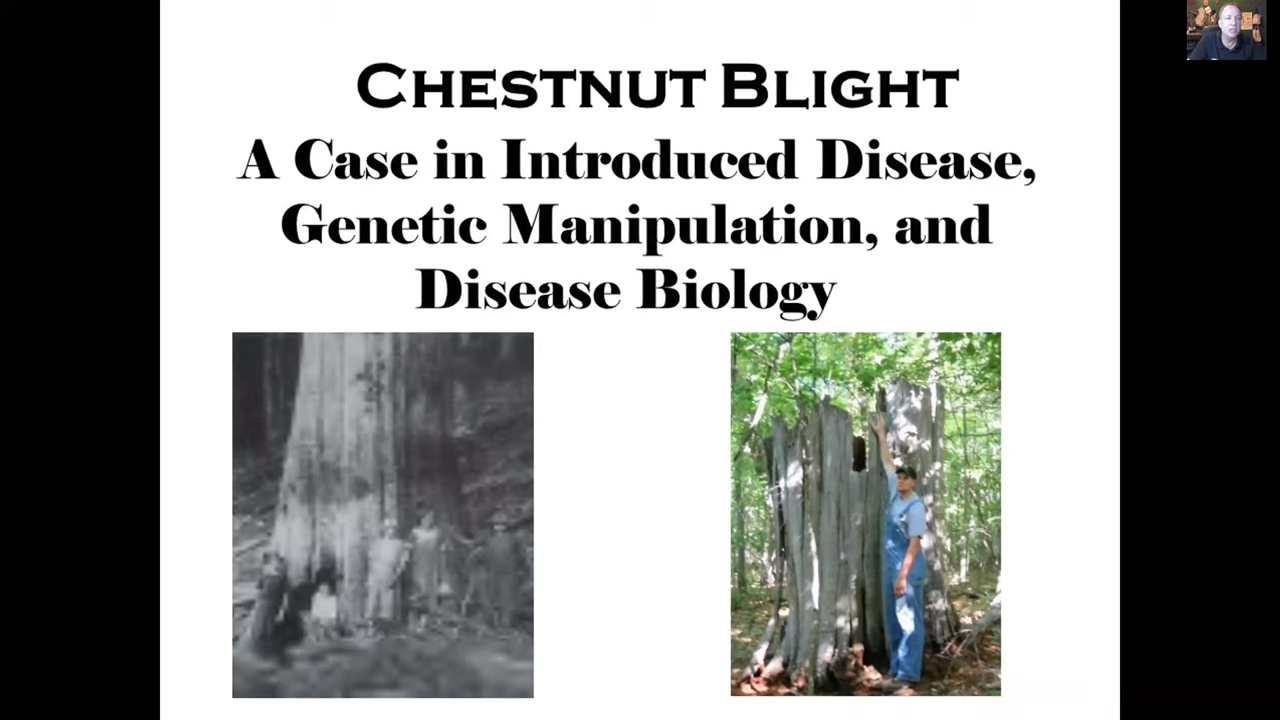 CHESTNUT BLIGHT
A Case in Introduced Disease,
Genetic Manipulation, and
Disease Biology